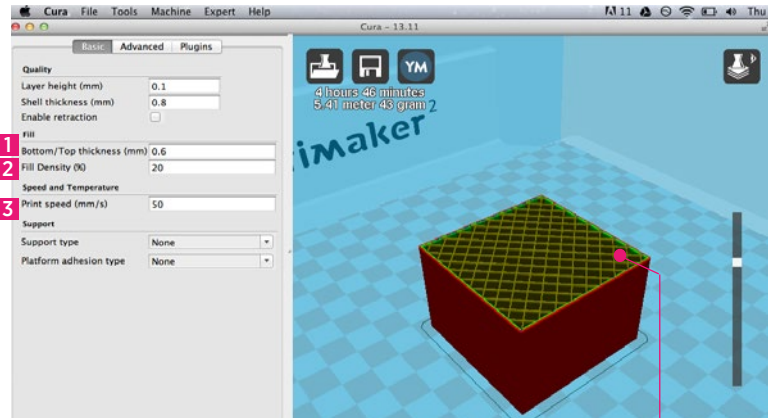 Cura File Tools Machine Expert Help 11 Thu
Cura – 13.11
Basic Advanced Plugins
Quality
Layer height (mm) 0.1
Shell thickness (mm) 0.8
Enable retraction
Fill
1 Bottom/Top thickness (mm) 0.6
2 Fill Density (%) 20
Speed and Temperature
3 Print speed (mm/s) 50
Support
Support type None
Platform adhesion type None
YM
4 hours 46 minutes
5.41 meter 43 gram
imaker 2